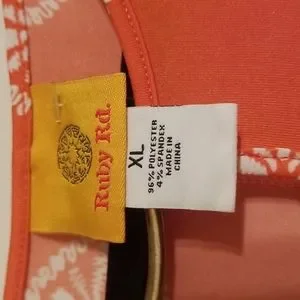 Ruby Rd.
XL
96% POLYESTER
4% SPANDEX
MADE IN
CHINA